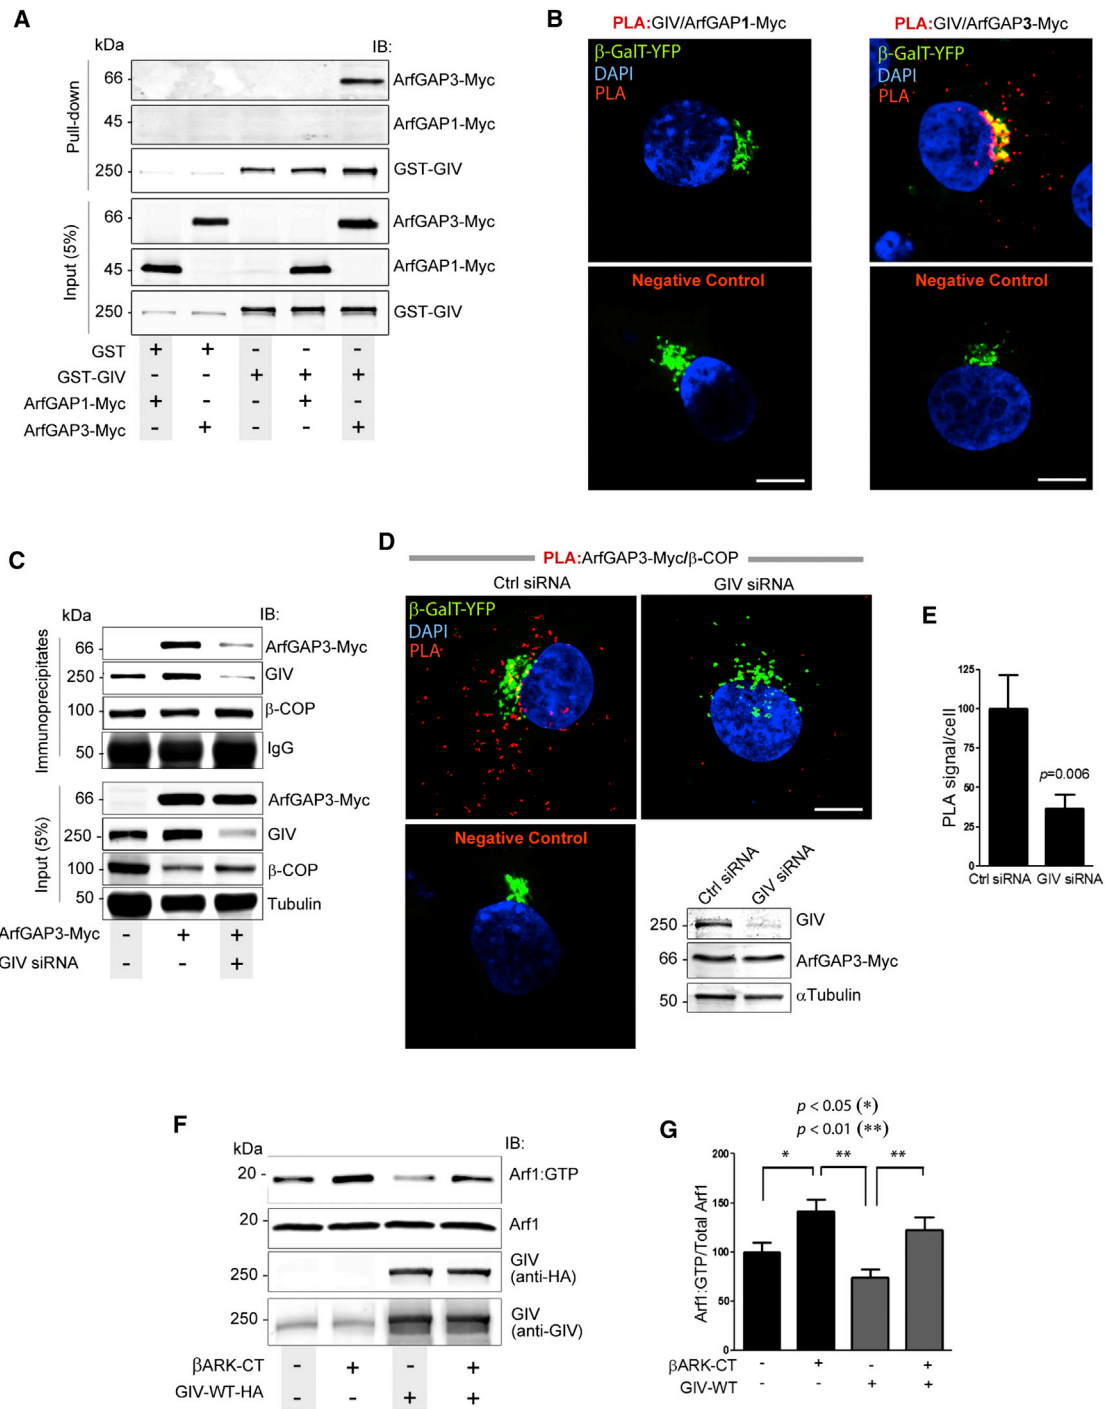 A
kDa
IB:
Pull-down
66
ArfGAP3-Myc
45
ArfGAP1-Myc
250
GST-GIV
Input (5%)
66
ArfGAP3-Myc
45
ArfGAP1-Myc
250
GST-GIV
GST + + - - -
GST-GIV - - + + +
ArfGAP1-Myc + - - + -
ArfGAP3-Myc - + - - +
B
PLA:GIV/ArfGAP1-Myc
β-GalT-YFP
DAPI
PLA
Negative Control
PLA:GIV/ArfGAP3-Myc
β-GalT-YFP
DAPI
PLA
Negative Control
C
kDa
IB:
Immunoprecipitates
66
ArfGAP3-Myc
250
GIV
100
β-COP
50
IgG
Input (5%)
66
ArfGAP3-Myc
250
GIV
100
β-COP
50
Tubulin
ArfGAP3-Myc - + +
GIV siRNA - - +
D
PLA:ArfGAP3-Myc/β-COP
Ctrl siRNA
GIV siRNA
β-GalT-YFP
DAPI
PLA
Negative Control
Ctrl siRNA
GIV siRNA
250
GIV
66
ArfGAP3-Myc
50
αTubulin
E
PLA signal/cell
125
100
75
50
25
0
p=0.006
Ctrl siRNA GIV siRNA
F
kDa
IB:
20
Arf1:GTP
20
Arf1
250
GIV
(anti-HA)
250
GIV
(anti-GIV)
βARK-CT - + - +
GIV-WT-HA - - + +
G
p < 0.05 (*)
p < 0.01 (**)
Arf1:GTP/Total Arf1
200
150
100
50
0
* ** **
βARK-CT - + - +
GIV-WT - - + +